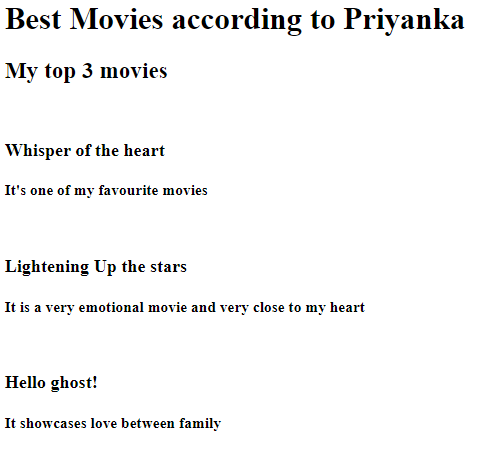 Best Movies according to Priyanka
My top 3 movies
Whisper of the heart
It's one of my favourite movies
Lightening Up the stars
It is a very emotional movie and very close to my heart
Hello ghost!
It showcases love between family